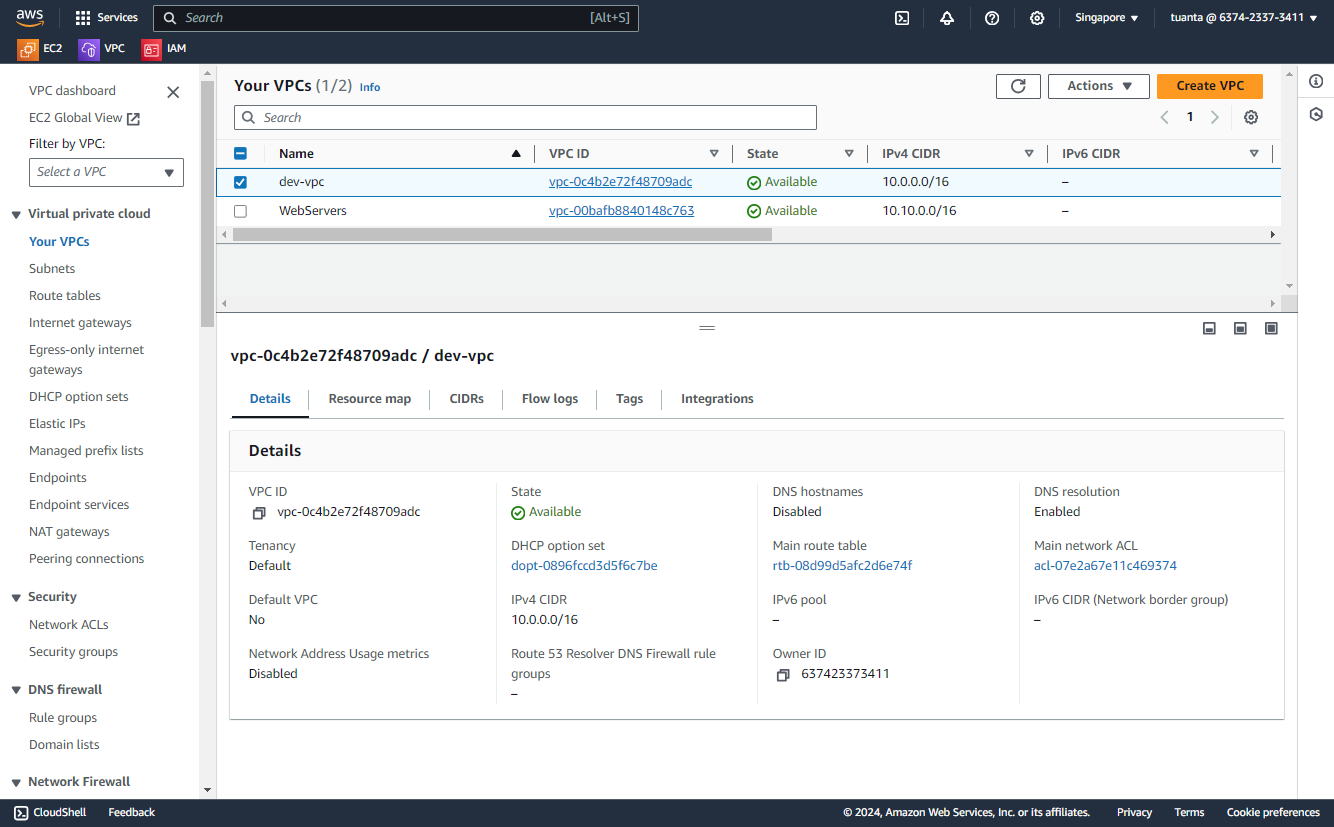 aws Services Search [Alt+S] Singapore tuanta @ 6374-2337-3411
EC2 VPC IAM
VPC dashboard
EC2 Global View
Filter by VPC:
Select a VPC
Virtual private cloud
Your VPCs
Subnets
Route tables
Internet gateways
Egress-only internet
gateways
DHCP option sets
Elastic IPs
Managed prefix lists
Endpoints
Endpoint services
NAT gateways
Peering connections
Security
Network ACLs
Security groups
DNS firewall
Rule groups
Domain lists
Network Firewall
Your VPCs (1/2) Info
Actions Create VPC
Search
1
Name VPC ID State IPv4 CIDR IPv6 CIDR
dev-vpc vpc-0c4b2e72f48709adc Available 10.0.0.0/16 –
WebServers vpc-00bafb8840148c763 Available 10.10.0.0/16 –
vpc-0c4b2e72f48709adc / dev-vpc
Details Resource map CIDRs Flow logs Tags Integrations
Details
VPC ID
vpc-0c4b2e72f48709adc
State
Available
DNS hostnames
Disabled
DNS resolution
Enabled
Tenancy
Default
DHCP option set
dopt-0896fccd3d5f6c7be
Main route table
rtb-08d99d5afc2d6e74f
Main network ACL
acl-07e2a67e11c469374
Default VPC
No
IPv4 CIDR
10.0.0.0/16
IPv6 pool
–
IPv6 CIDR (Network border group)
–
Network Address Usage metrics
Disabled
Route 53 Resolver DNS Firewall rule
groups
–
Owner ID
637423373411
CloudShell Feedback © 2024, Amazon Web Services, Inc. or its affiliates. Privacy Terms Cookie preferences